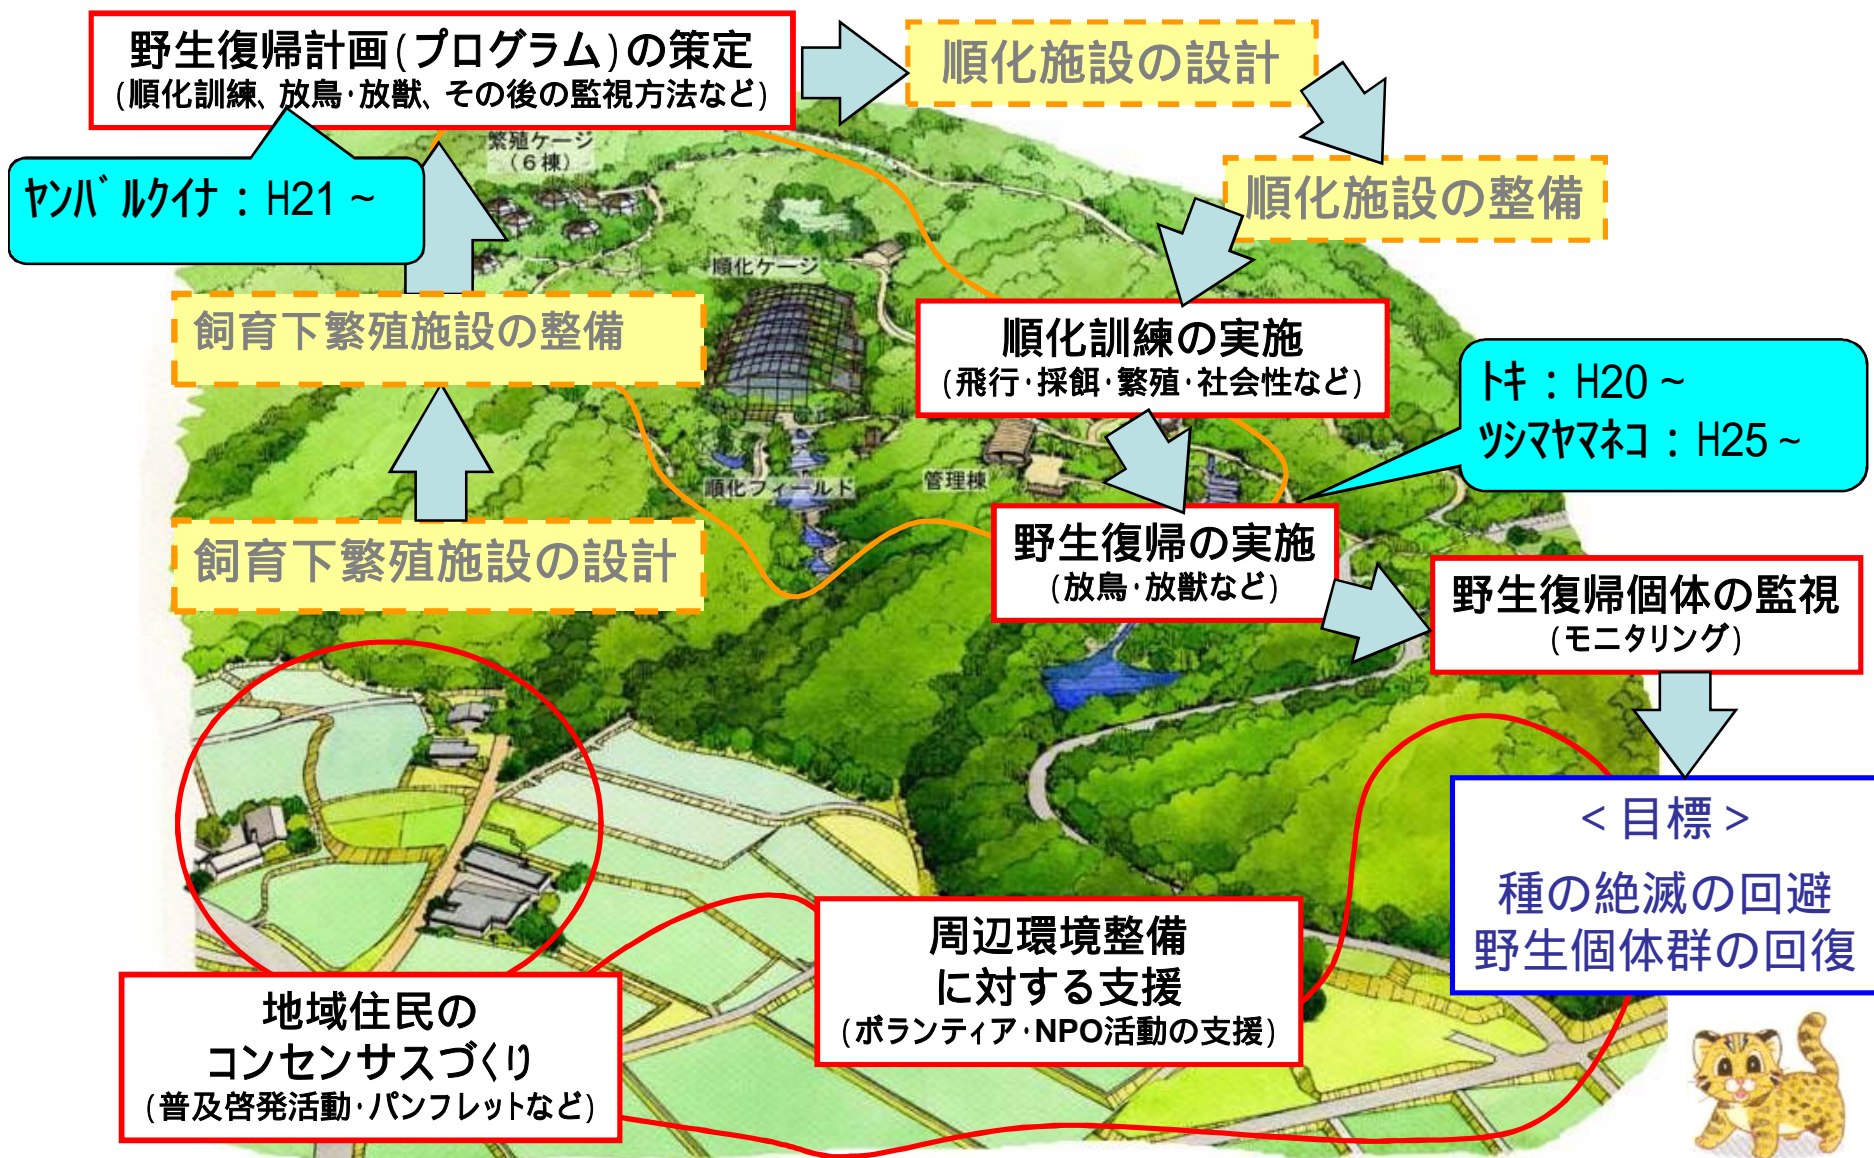 野生復帰計画(プログラム)の策定
(順化訓練、放鳥・放獣、その後の監視方法など)
順化施設の設計
繁殖ケージ
(6棟)
ヤンバルクイナ:H21~
順化施設の整備
順化ケージ
飼育下繁殖施設の整備
順化訓練の実施
(飛行・採餌・繁殖・社会性など)
トキ:H20~
ツシマヤマネコ:H25~
順化フィールド
管理棟
飼育下繁殖施設の設計
野生復帰の実施
(放鳥・放獣など)
野生復帰個体の監視
(モニタリング)
<目標>
種の絶滅の回避
野生個体群の回復
周辺環境整備
に対する支援
(ボランティア・NPO活動の支援)
地域住民の
コンセンサスづくり
(普及啓発活動・パンフレットなど)